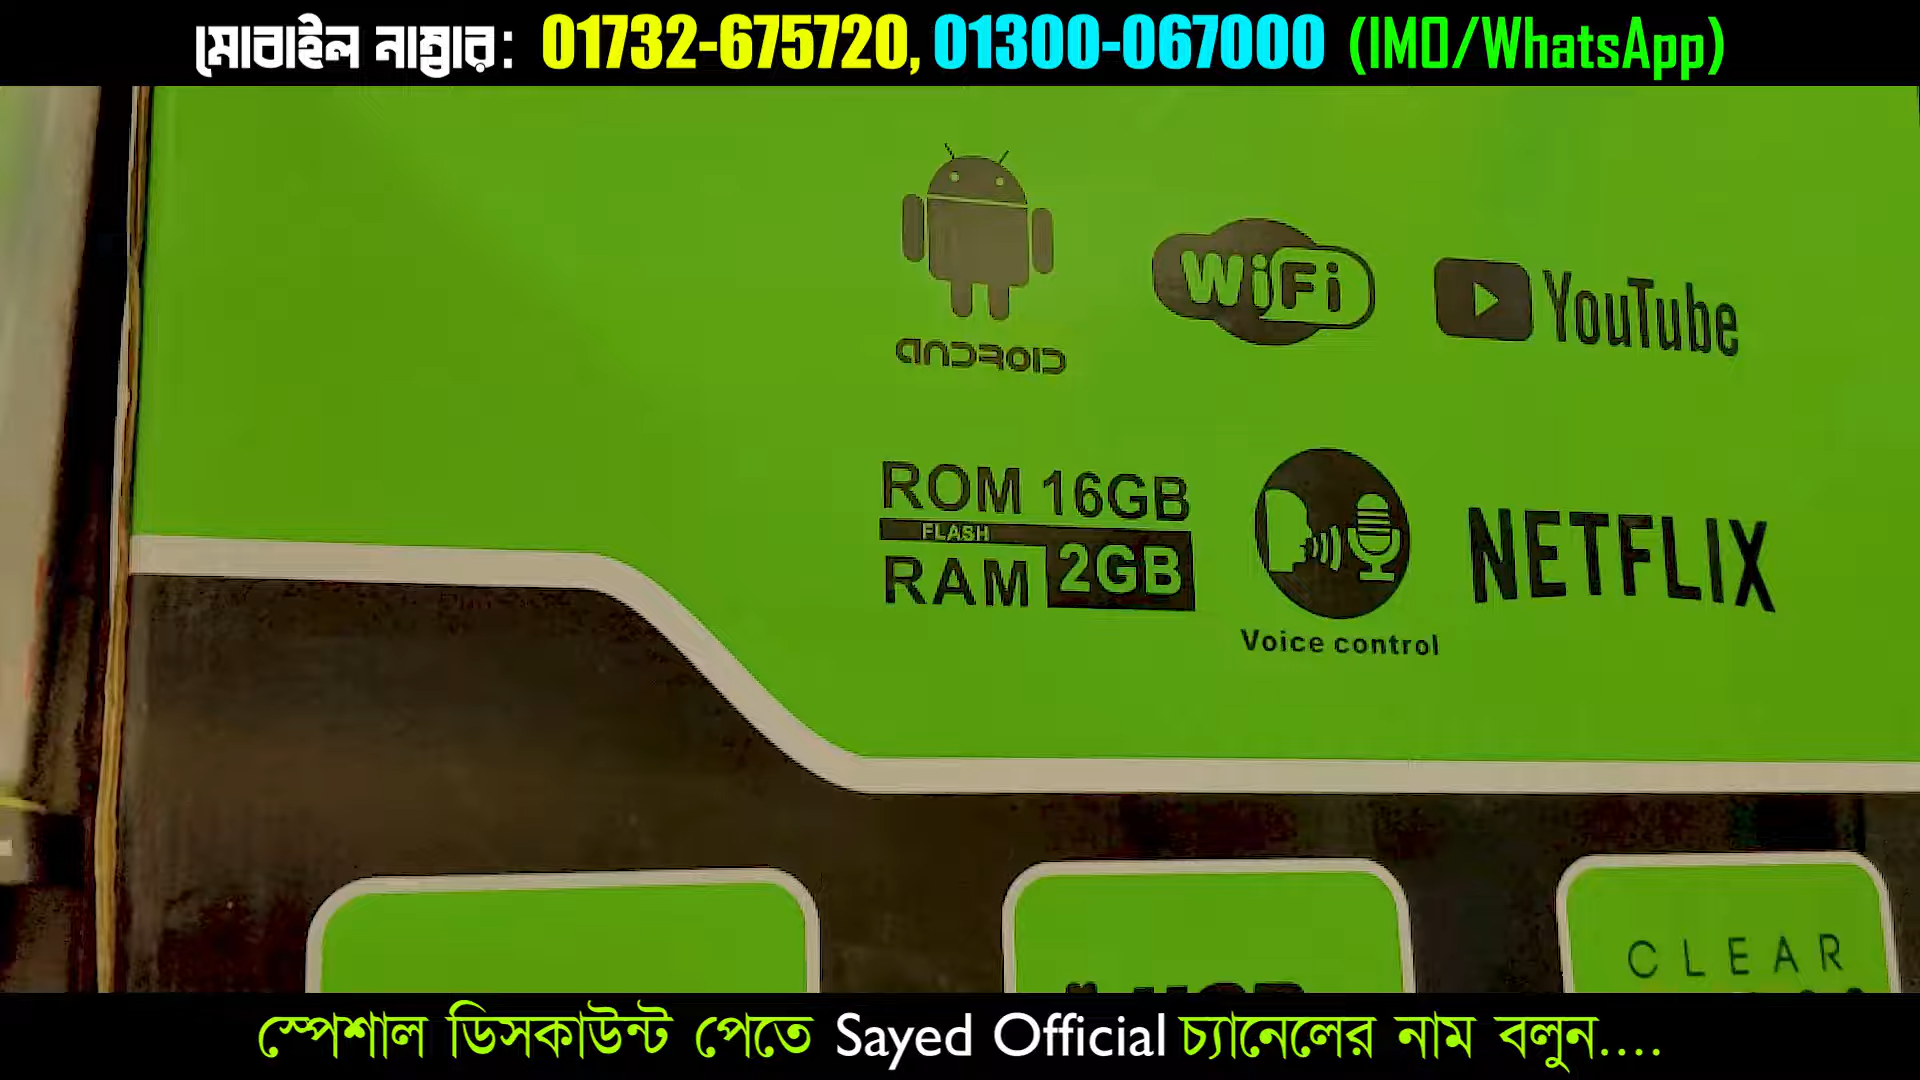 মোবাইল নাম্বার: 01732-675720, 01300-067000 (IMO/WhatsApp)
ANDROID
WiFi
YouTube
ROM 16GB
FLASH
RAM 2GB
Voice control
NETFLIX
CLEAR
স্পেশাল ডিসকাউন্ট পেতে Sayed Official চ্যানেলের নাম বলুন....